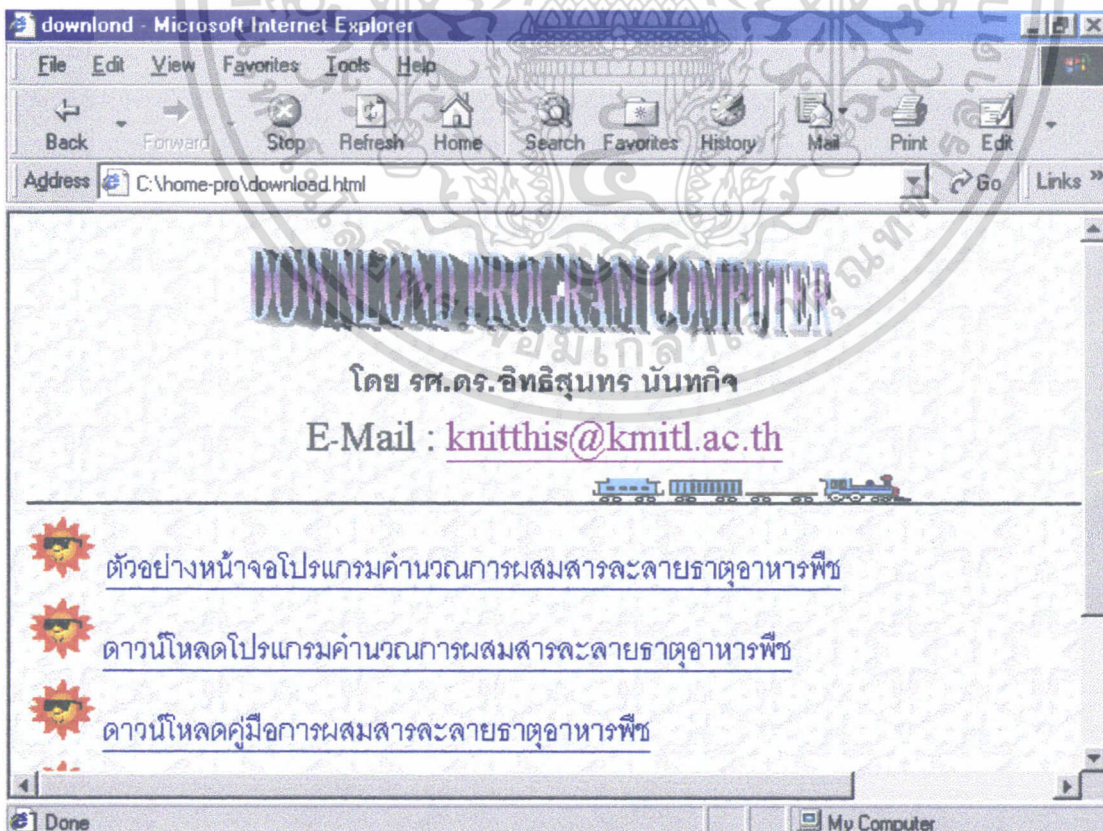 downlond - Microsoft Internet Explorer
File Edit View Favorites Tools Help
Back Forward Stop Refresh Home Search Favorites History Mail Print Edit
Address C:\home-pro\download.html Go Links »
DOWNLOND PROGRAM COMPUTER
โดย รศ.ดร.อิทธิสุนทร นันทกิจ
E-Mail : knitthis@kmitl.ac.th
ตัวอย่างหน้าจอโปรแกรมคำนวณการผสมสารละลายธาตุอาหารพืช
ดาวน์โหลดโปรแกรมคำนวณการผสมสารละลายธาตุอาหารพืช
ดาวน์โหลดคู่มือการผสมสารละลายธาตุอาหารพืช
Done My Computer